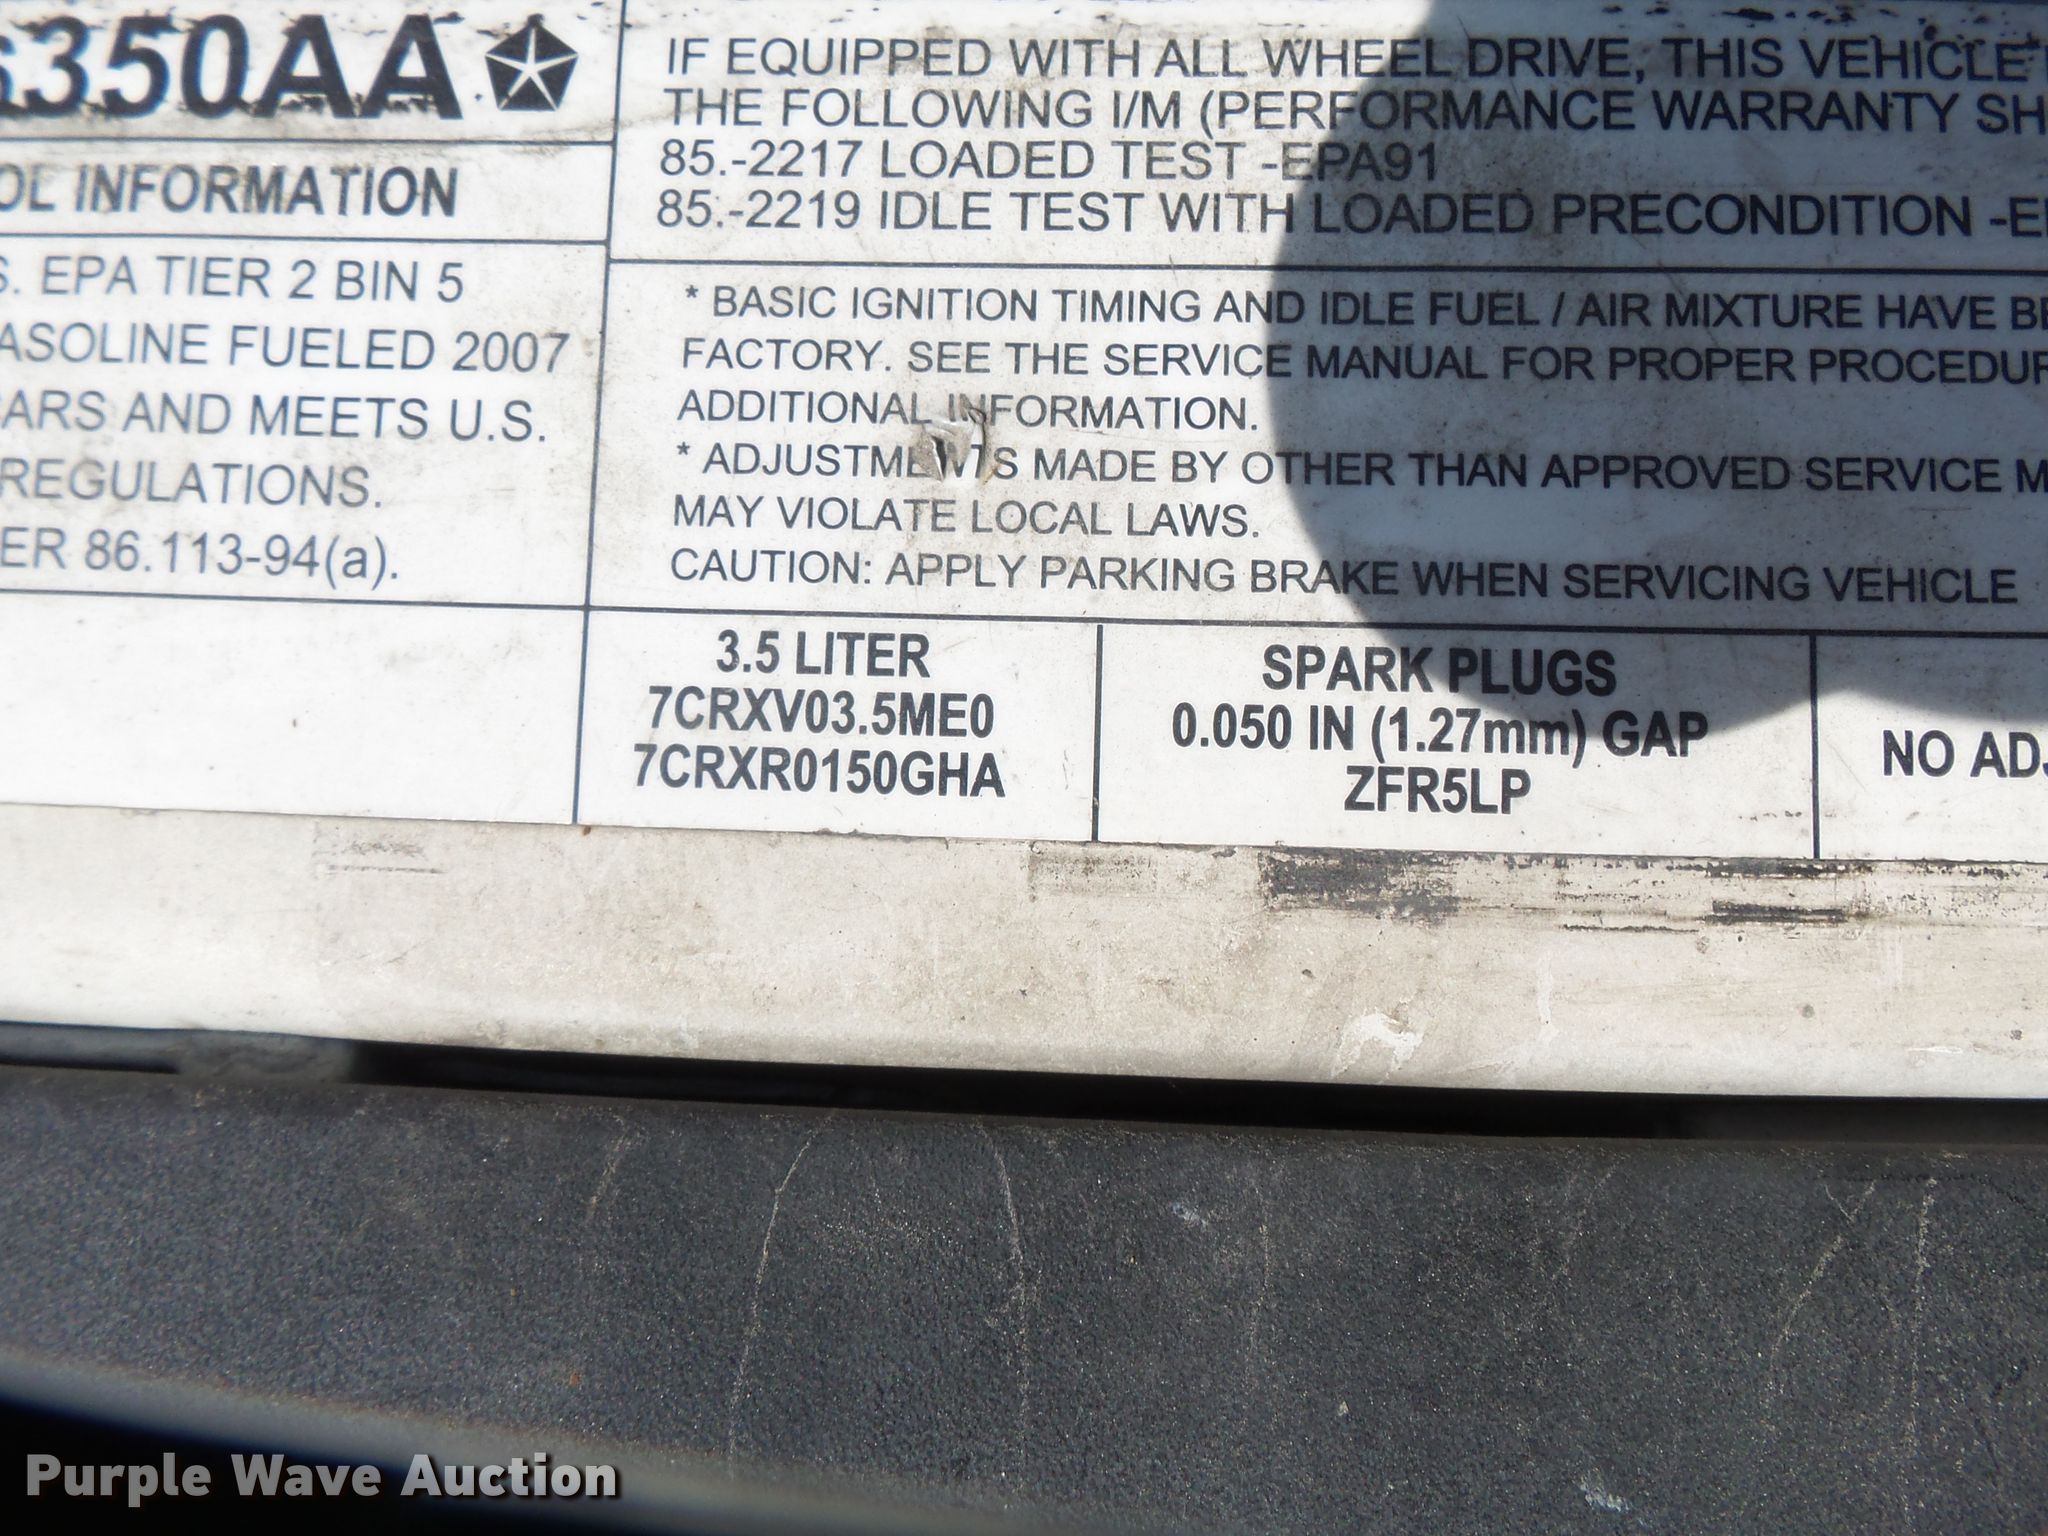 350AA
OL INFORMATION
S. EPA TIER 2 BIN 5
ASOLINE FUELED 2007
ARS AND MEETS U.S.
REGULATIONS.
ER 86.113-94(a).
IF EQUIPPED WITH ALL WHEEL DRIVE, THIS VEHICLE
THE FOLLOWING I/M (PERFORMANCE WARRANTY SH
85.-2217 LOADED TEST -EPA91
85.-2219 IDLE TEST WITH LOADED PRECONDITION -E
* BASIC IGNITION TIMING AND IDLE FUEL / AIR MIXTURE HAVE BE
FACTORY. SEE THE SERVICE MANUAL FOR PROPER PROCEDUR
ADDITIONAL INFORMATION.
* ADJUSTMENTS MADE BY OTHER THAN APPROVED SERVICE M
MAY VIOLATE LOCAL LAWS.
CAUTION: APPLY PARKING BRAKE WHEN SERVICING VEHICLE
3.5 LITER
7CRXV03.5ME0
7CRXR0150GHA
SPARK PLUGS
0.050 IN (1.27mm) GAP
ZFR5LP
NO ADJ
Purple Wave Auction